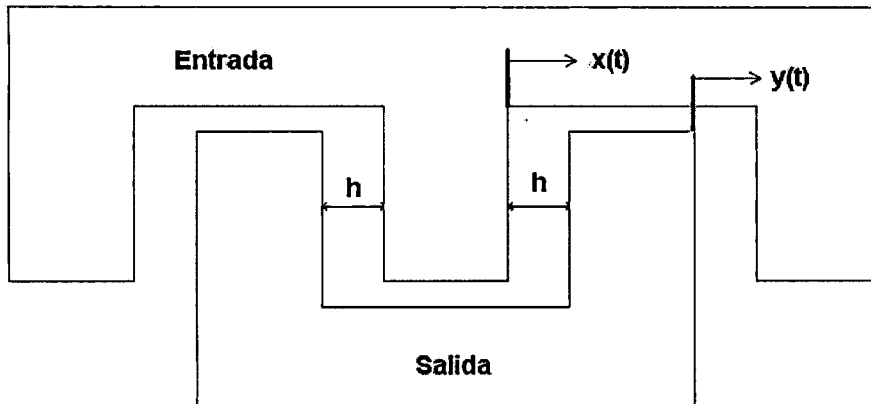 Entrada
x(t)
y(t)
h
h
Salida